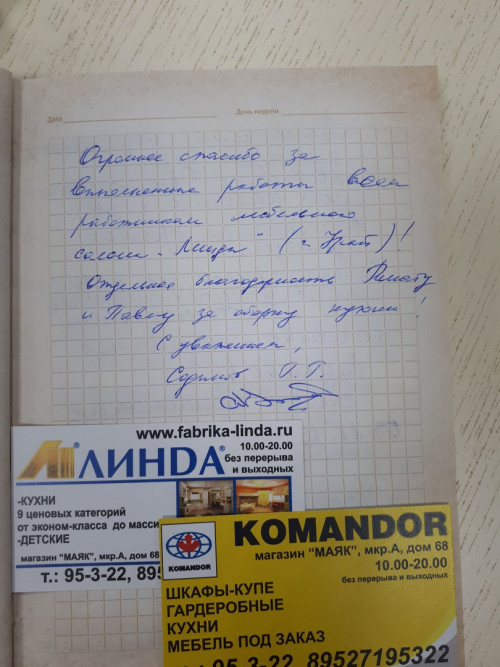 Дата
День недели
Огромное спасибо за
выполненные работы всем
работникам мебельного
салона „Линда" (г. Урай)!
Отдельная благодарность Ринату
и Павлу за сборку кухни!
С уважением,
www.fabrika-linda.ru
ЛИНДА®
10.00-20.00
без перерыва
и выходных
-КУХНИ
9 ценовых категорий
от эконом-класса до масси
-ДЕТСКИЕ
магазин "МАЯК", мкр.А, дом 68
т.: 95-3-22, 895
KOMANDOR
KOMANDOR
магазин "МАЯК", мкр.А, дом 68
10.00-20.00
без перерыва и выходных
ШКАФЫ-КУПЕ
ГАРДЕРОБНЫЕ
КУХНИ
МЕБЕЛЬ ПОД ЗАКАЗ
95-3-22, 89527195322